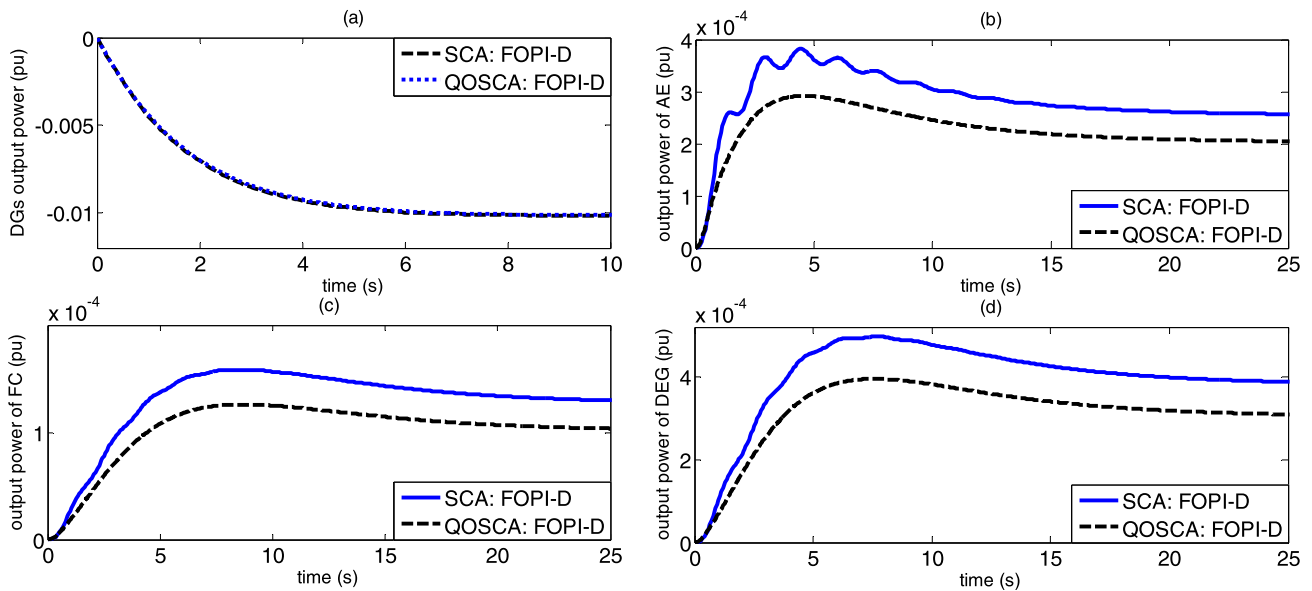 (a)
DGs output power (pu)
0
-0.005
-0.01
SCA: FOPI-D
QOSCA: FOPI-D
0 2 4 6 8 10
time (s)
(b)
x 10-4
output power of AE (pu)
4
3
2
1
0
SCA: FOPI-D
QOSCA: FOPI-D
0 5 10 15 20 25
time (s)
(c)
x 10-4
output power of FC (pu)
1
0
SCA: FOPI-D
QOSCA: FOPI-D
0 5 10 15 20 25
time (s)
(d)
x 10-4
output power of DEG (pu)
4
2
0
SCA: FOPI-D
QOSCA: FOPI-D
0 5 10 15 20 25
time (s)